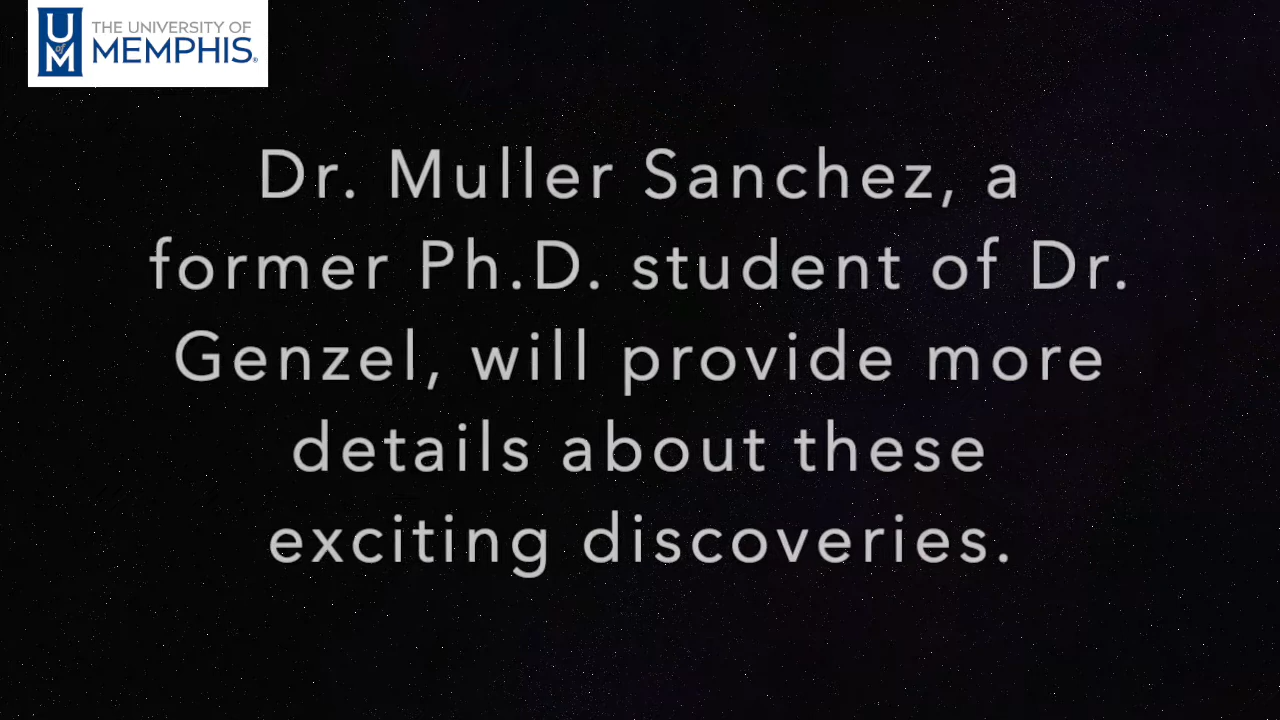 THE UNIVERSITY OF
UofM MEMPHIS®
Dr. Muller Sanchez, a
former Ph.D. student of Dr.
Genzel, will provide more
details about these
exciting discoveries.